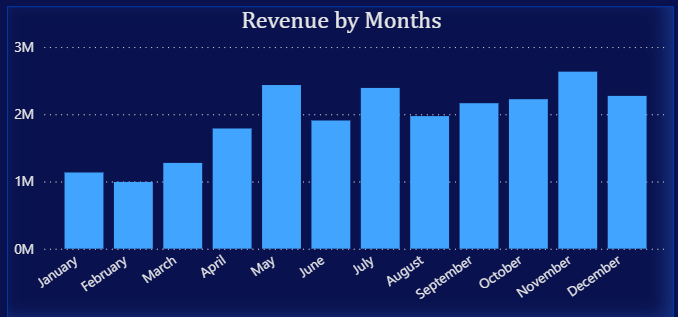 Revenue by Months
3M
2M
1M
0M
January
February
March
April
May
June
July
August
September
October
November
December